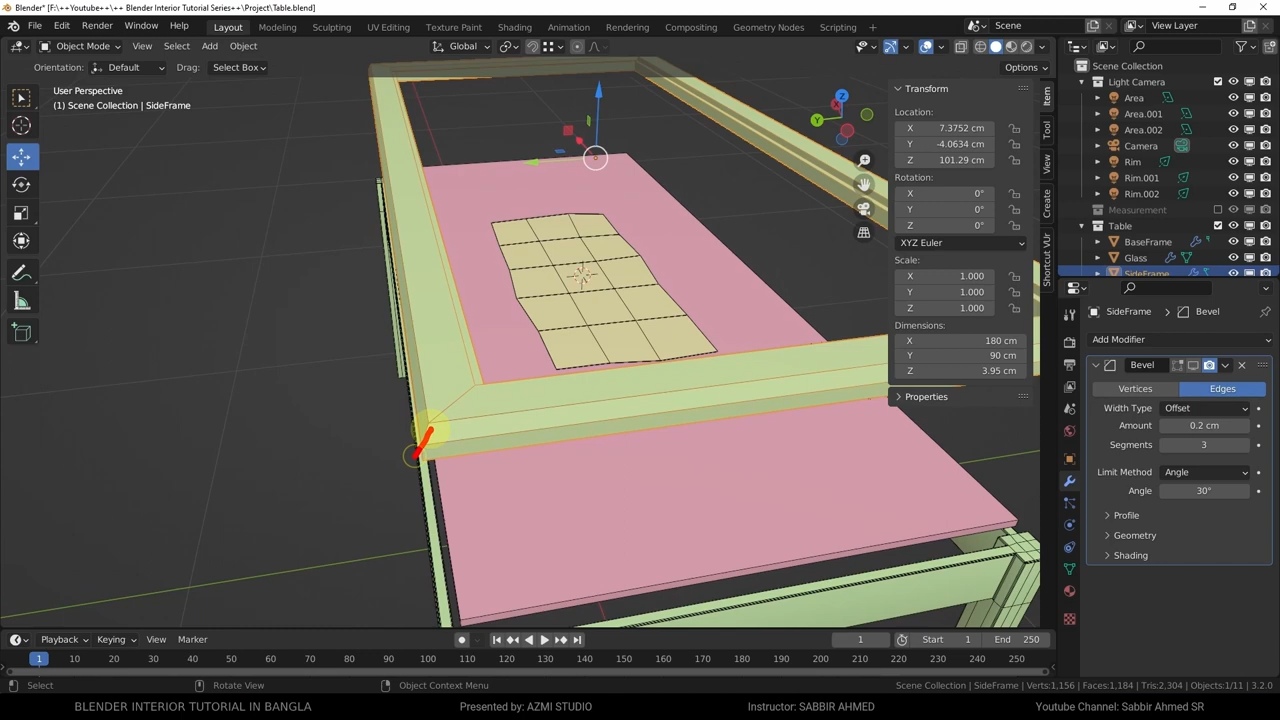 Blender* [F:\++Youtube++\++ Blender Interior Tutorial Series++\Project\Table.blend]
File Edit Render Window Help Layout Modeling Sculpting UV Editing Texture Paint Shading Animation Rendering Compositing Geometry Nodes Scripting + Scene View Layer
Object Mode View Select Add Object Global
Orientation: Default Drag: Select Box Options
User Perspective
(1) Scene Collection | SideFrame
Transform
Location:
X 7.3752 cm
Y -4.0634 cm
Z 101.29 cm
Rotation:
X 0°
Y 0°
Z 0°
XYZ Euler
Scale:
X 1.000
Y 1.000
Z 1.000
Dimensions:
X 180 cm
Y 90 cm
Z 3.95 cm
Properties
Item
Tool
View
Create
Shortcut VUr
X
Y
Z
Scene Collection
Light Camera
Area
Area.001
Area.002
Camera
Rim
Rim.001
Rim.002
Measurement
Table
BaseFrame
Glass
SideFrame
SideFrame > Bevel
Add Modifier
Bevel
Vertices Edges
Width Type Offset
Amount 0.2 cm
Segments 3
Limit Method Angle
Angle 30°
Profile
Geometry
Shading
Playback Keying View Marker 1 Start 1 End 250
1 10 20 30 40 50 60 70 80 90 100 110 120 130 140 150 160 170 180 190 200 210 220 230 240 250
Select Rotate View Object Context Menu Scene Collection | SideFrame | Verts:1,156 | Faces:1,184 | Tris:2,304 | Objects:1/11 | 3.2.0
BLENDER INTERIOR TUTORIAL IN BANGLA Presented by: AZMI STUDIO Instructor: SABBIR AHMED Youtube Channel: Sabbir Ahmed SR